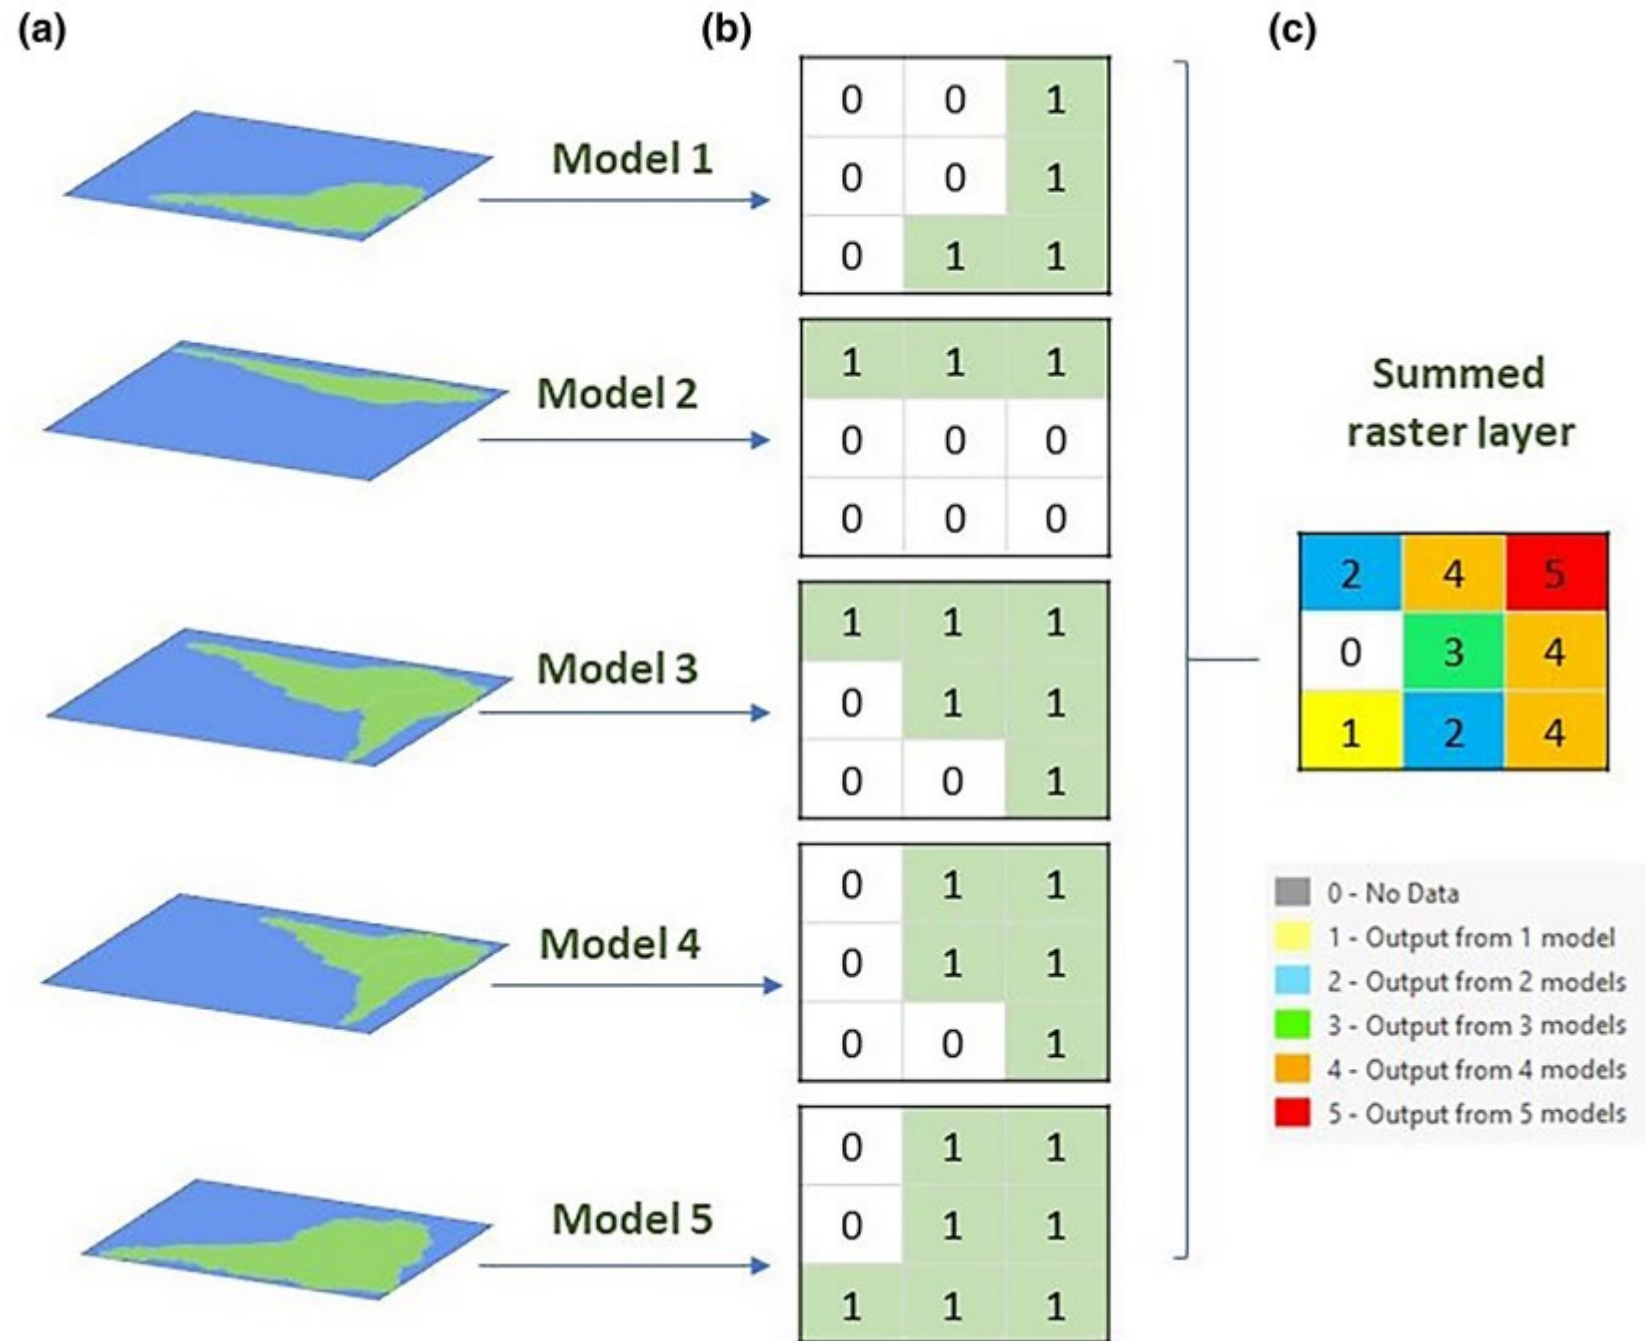 (a)
(b)
(c)
Model 1
0 0 1
0 0 1
0 1 1
Model 2
1 1 1
0 0 0
0 0 0
Model 3
1 1 1
0 1 1
0 0 1
Model 4
0 1 1
0 1 1
0 0 1
Model 5
0 1 1
0 1 1
1 1 1
Summed
raster layer
2 4 5
0 3 4
1 2 4
0 - No Data
1 - Output from 1 model
2 - Output from 2 models
3 - Output from 3 models
4 - Output from 4 models
5 - Output from 5 models